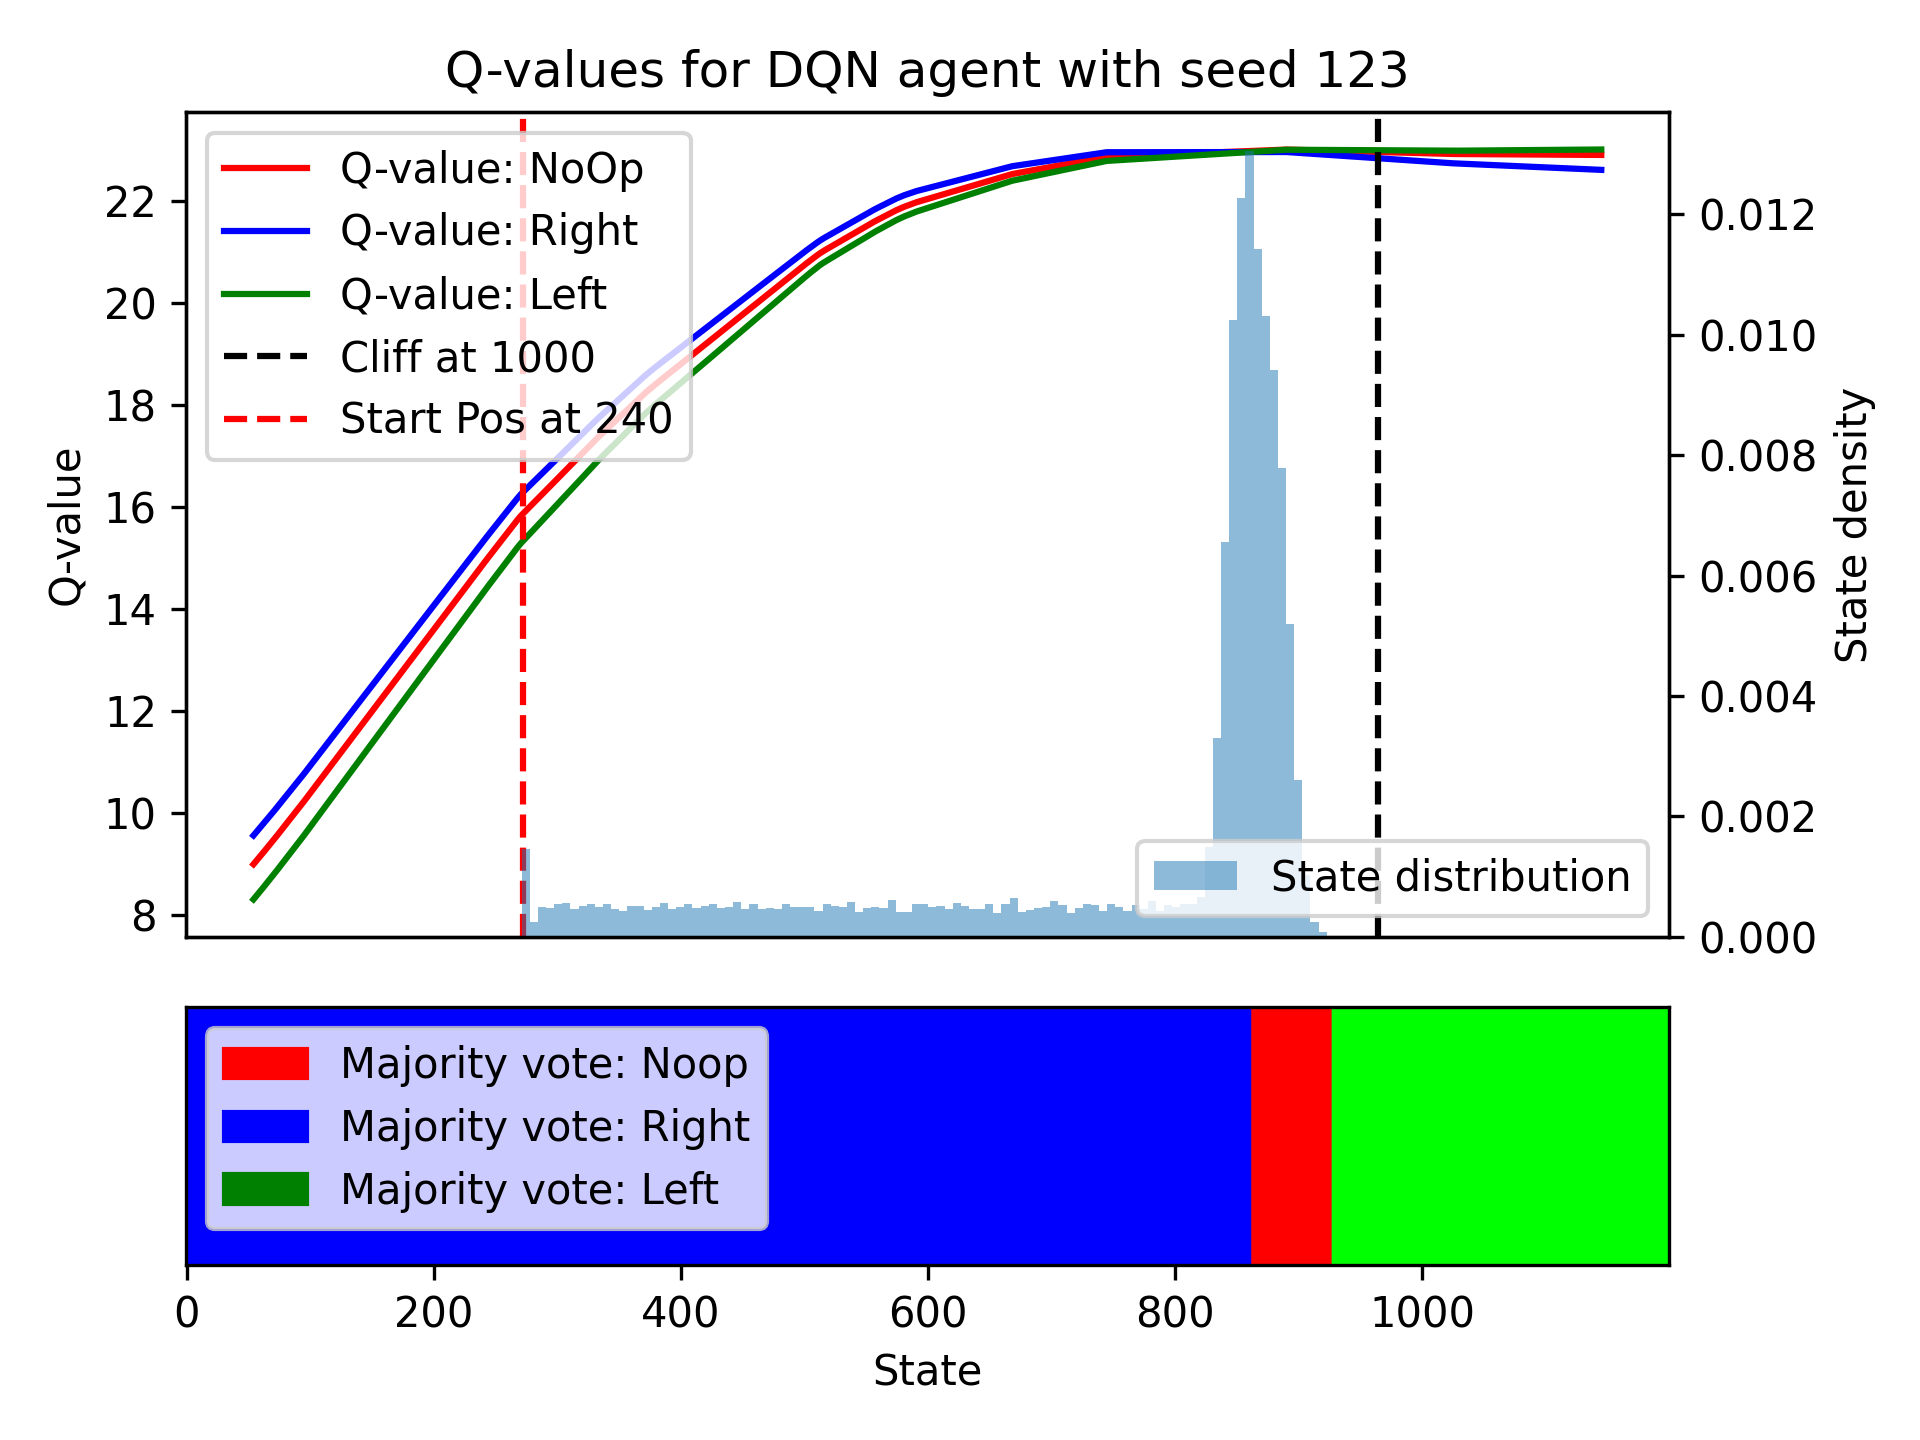 Q-values for DQN agent with seed 123
Q-value: NoOp
Q-value: Right
Q-value: Left
Cliff at 1000
Start Pos at 240
22
20
18
16
14
12
10
8
Q-value
0.012
0.010
0.008
0.006
0.004
0.002
0.000
State density
State distribution
Majority vote: Noop
Majority vote: Right
Majority vote: Left
0 200 400 600 800 1000
State